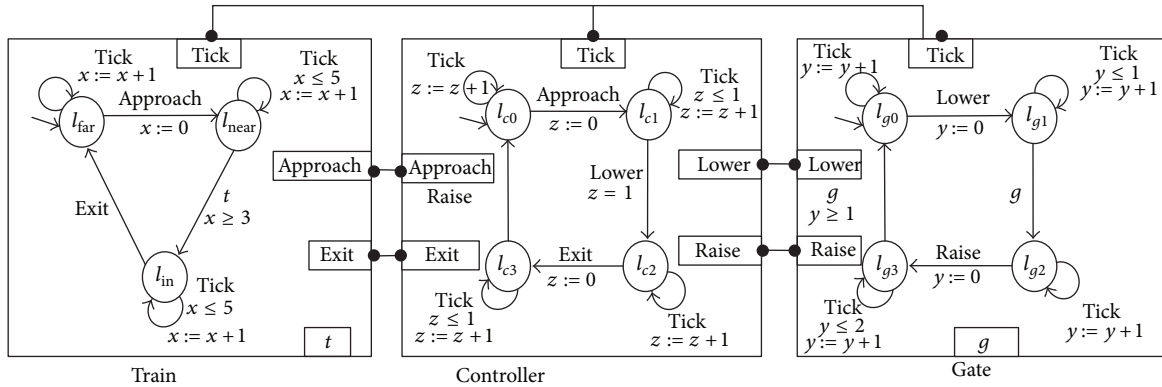 Tick
Tick
Tick
Tick
x := x+1
Tick
x ≤ 5
x := x+1
Approach
x := 0
l_far
l_near
Exit
t
x ≥ 3
l_in
Tick
x ≤ 5
x := x+1
t
Approach
Exit
Train
Tick
z := z+1
Approach
z := 0
Tick
z ≤ 1
z := z+1
l_c0
l_c1
Approach
Raise
Lower
z = 1
Exit
l_c3
Exit
z := 0
l_c2
Tick
z ≤ 1
z := z+1
Tick
z := z+1
Lower
Raise
Controller
Tick
y := y+1
Lower
y := 0
Tick
y ≤ 1
y := y+1
l_g0
l_g1
Lower
g
y ≥ 1
g
Raise
l_g3
Raise
y := 0
l_g2
Tick
y ≤ 2
y := y+1
Tick
y := y+1
g
Gate